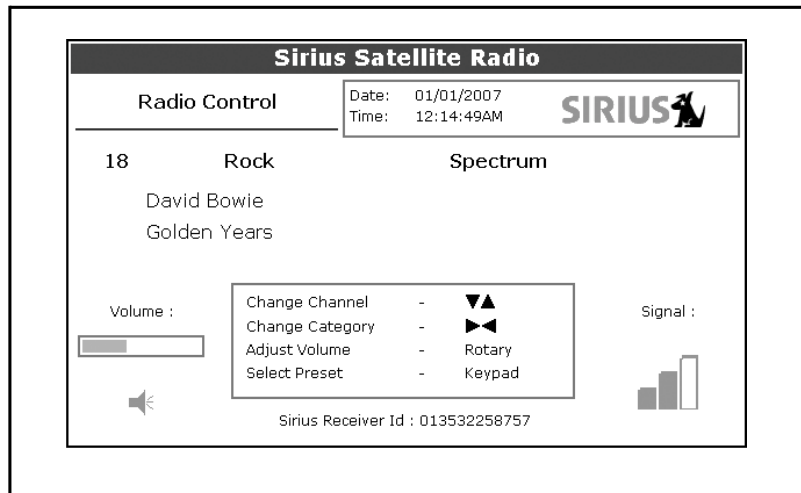 Sirius Satellite Radio
Radio Control
Date: 01/01/2007
Time: 12:14:49AM
SIRIUS
18 Rock Spectrum
David Bowie
Golden Years
Volume :
Change Channel - ▼▲
Change Category - ►◄
Adjust Volume - Rotary
Select Preset - Keypad
Signal :
Sirius Receiver Id : 013532258757